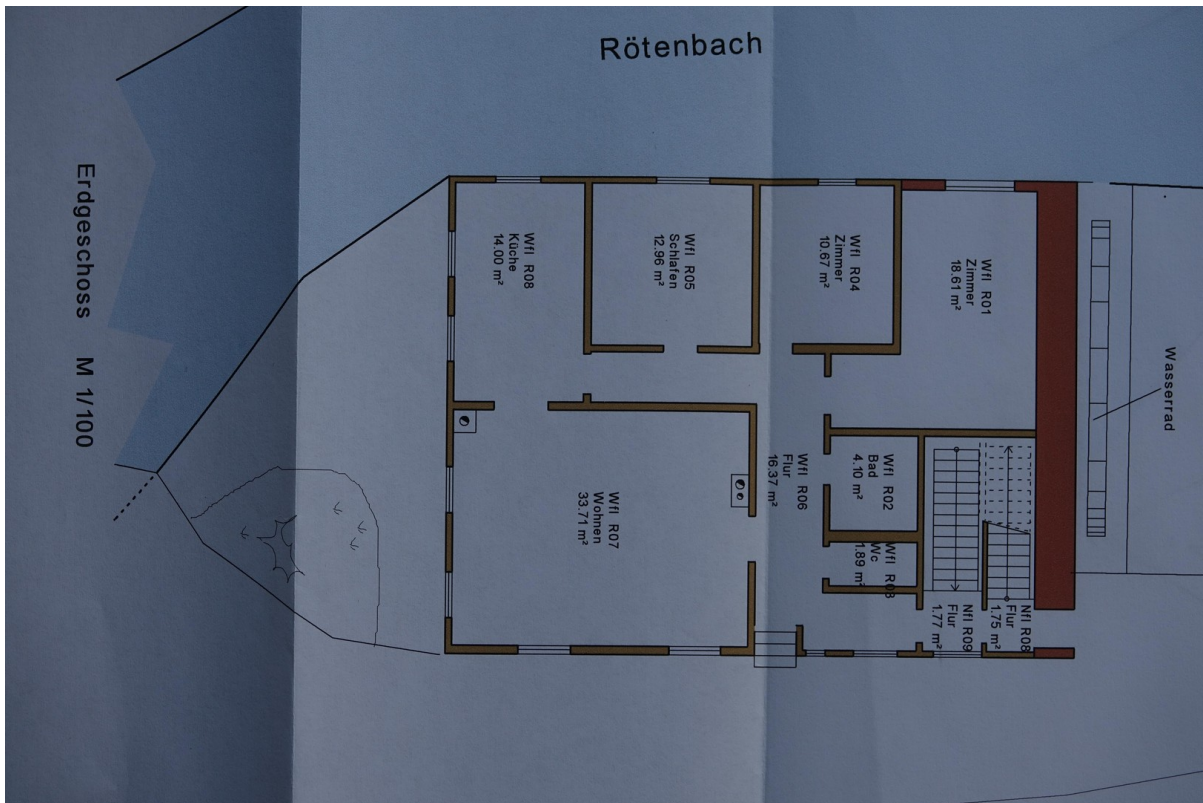 Rötenbach
Erdgeschoss M 1/100
Wfl R08
Küche
14.00 m²
Wfl R05
Schlafen
12.96 m²
Wfl R04
Zimmer
10.67 m²
Wfl R01
Zimmer
18.61 m²
Wasserrad
Wfl R07
Wohnen
33.71 m²
Wfl R06
Flur
16.37 m²
Wfl R02
Bad
4.10 m²
Wfl R03
Wc
1.89 m²
Nfl R09
Flur
1.77 m²
Nfl R08
Flur
1.75 m²